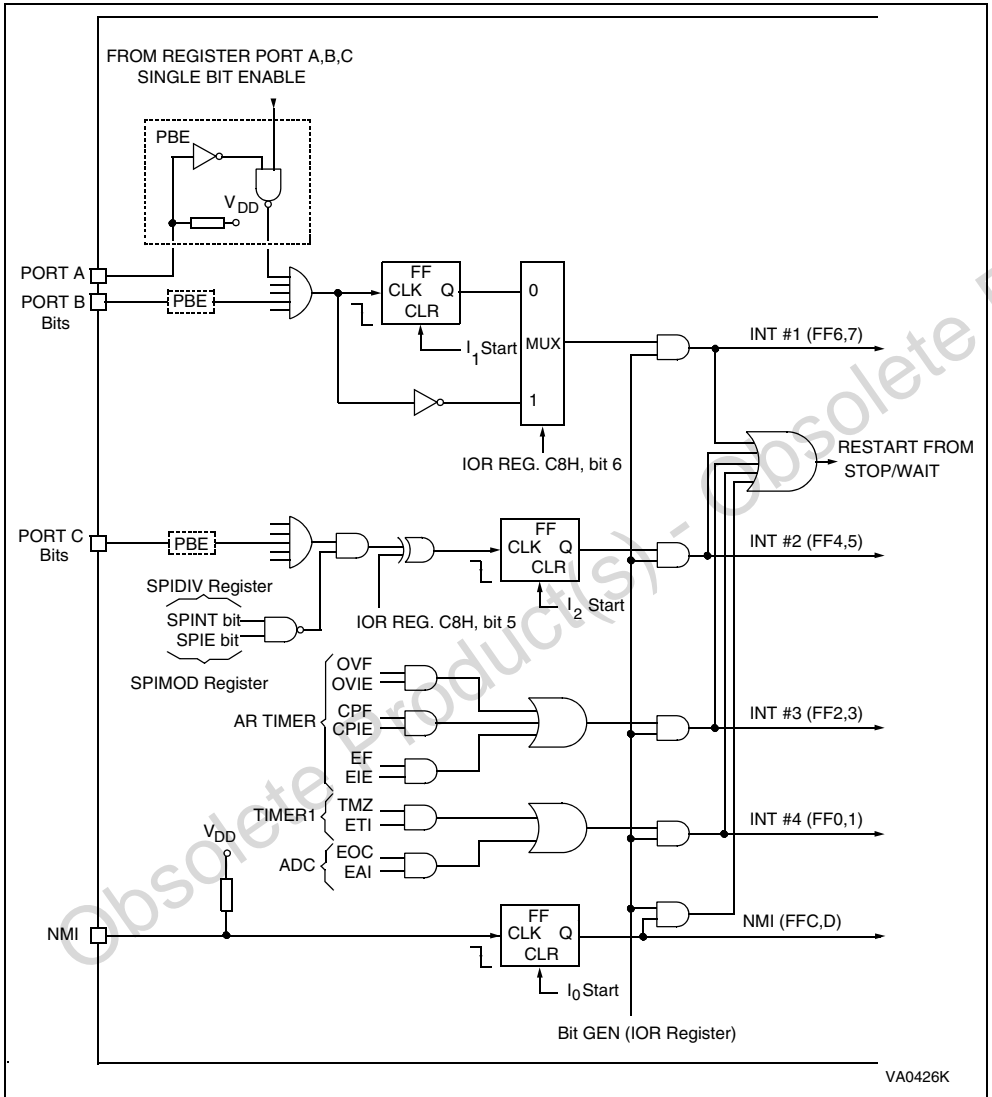 FROM REGISTER PORT A,B,C
SINGLE BIT ENABLE
PBE
VDD
PORT A
PORT B
Bits
PBE
FF
CLK Q
CLR
I1 Start
0
MUX
1
IOR REG. C8H, bit 6
INT #1 (FF6,7)
RESTART FROM
STOP/WAIT
PORT C
Bits
PBE
FF
CLK Q
CLR
I2 Start
INT #2 (FF4,5)
SPIDIV Register
SPINT bit
SPIE bit
SPIMOD Register
IOR REG. C8H, bit 5
AR TIMER
OVF
OVIE
CPF
CPIE
EF
EIE
INT #3 (FF2,3)
TIMER1
TMZ
ETI
ADC
EOC
EAI
INT #4 (FF0,1)
VDD
NMI
FF
CLK Q
CLR
I0 Start
NMI (FFC,D)
Bit GEN (IOR Register)
VA0426K
Obsolete Product(s) - Obsolete